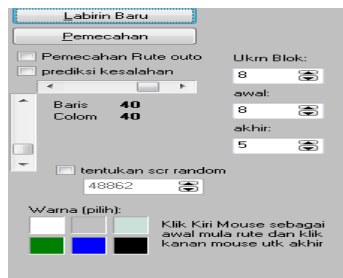 Labirin Baru
Pemecahan
Pemecahan Rute outo
prediksi kesalahan
Ukrn Blok:
8
awal:
8
akhir:
5
Baris 40
Colom 40
tentukan scr random
48862
Warna (pilih):
Klik Kiri Mouse sebagai
awal mula rute dan klik
kanan mouse utk akhir